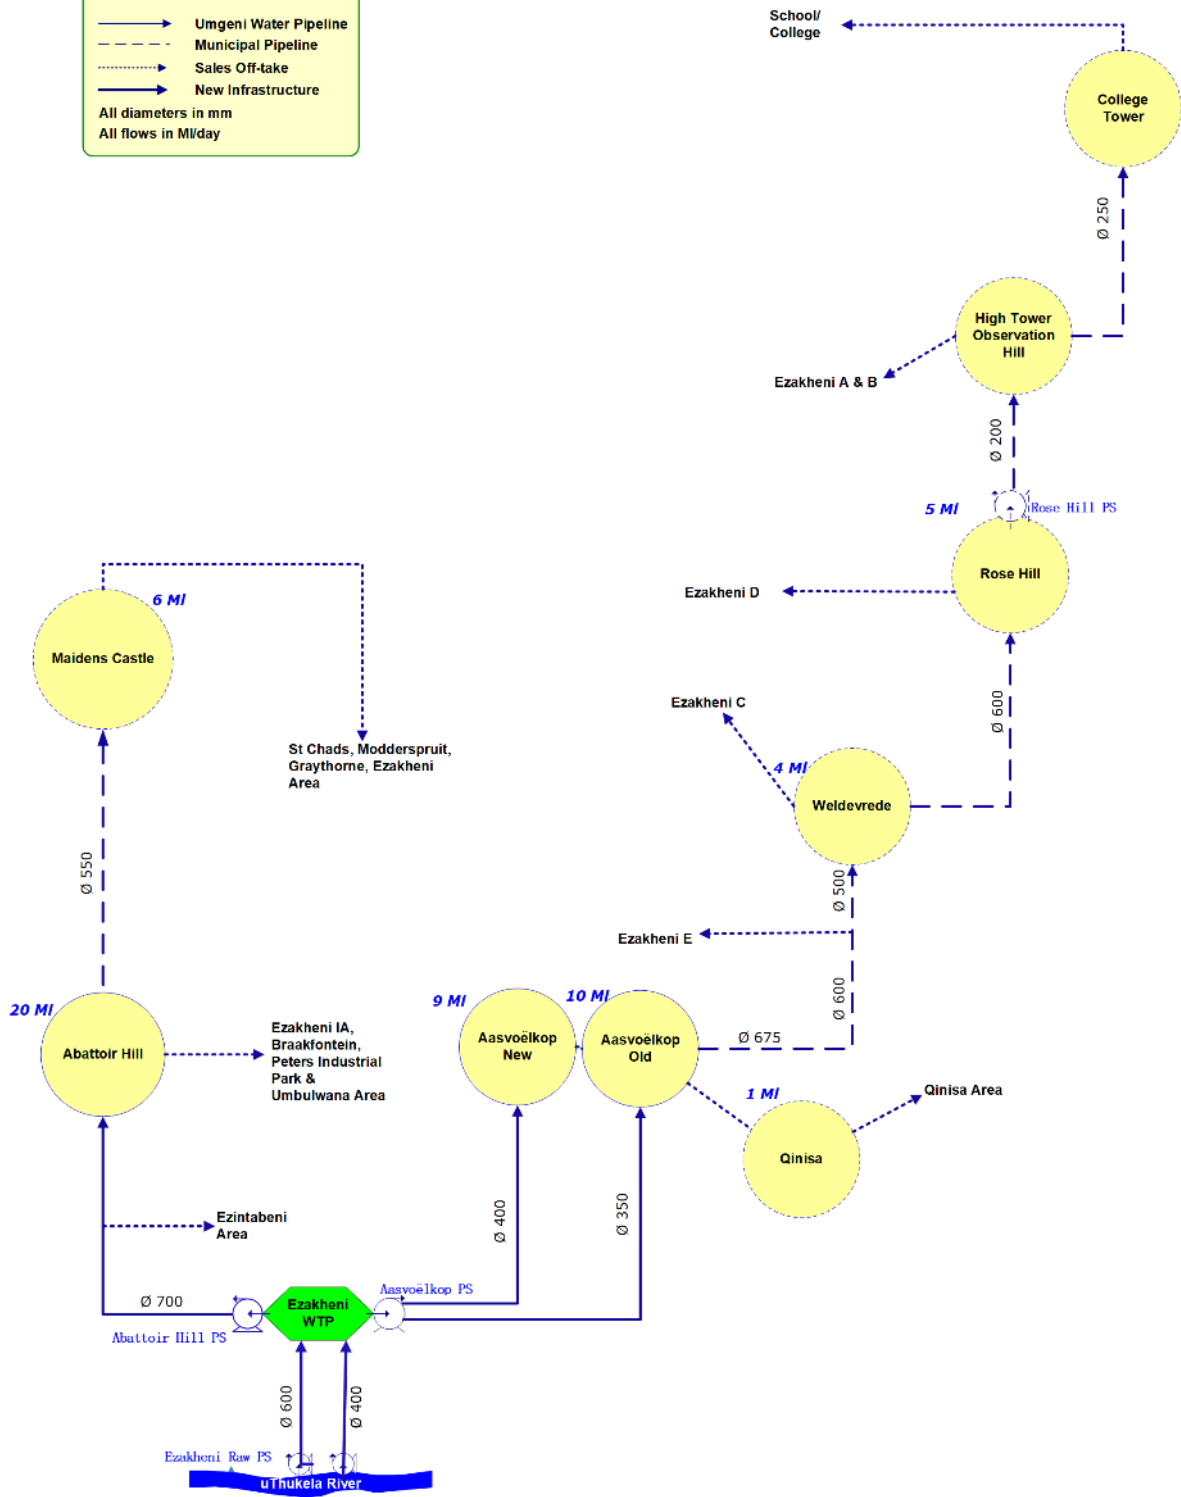 Umgeni Water Pipeline
Municipal Pipeline
Sales Off-take
New Infrastructure
All diameters in mm
All flows in Ml/day
School/
College
College
Tower
Ø 250
High Tower
Observation
Hill
Ezakheni A & B
Ø 200
5 Ml
Rose Hill PS
Rose Hill
Ezakheni D
6 Ml
Maidens Castle
Ezakheni C
Ø 600
St Chads, Modderspruit,
Graythorne, Ezakheni
Area
4 Ml
Weldevrede
Ø 550
Ø 500
Ezakheni E
Ø 600
20 Ml
Abattoir Hill
Ezakheni IA,
Braakfontein,
Peters Industrial
Park &
Umbulwana Area
9 Ml
Aasvoëlkop
New
10 Ml
Aasvoëlkop
Old
Ø 675
1 Ml
Qinisa
Qinisa Area
Ø 400
Ø 350
Ezintabeni
Area
Ø 700
Abattoir Hill PS
Ezakheni
WTP
Aasvoëlkop PS
Ø 600
Ø 400
Ezakheni Raw PS
uThukela River